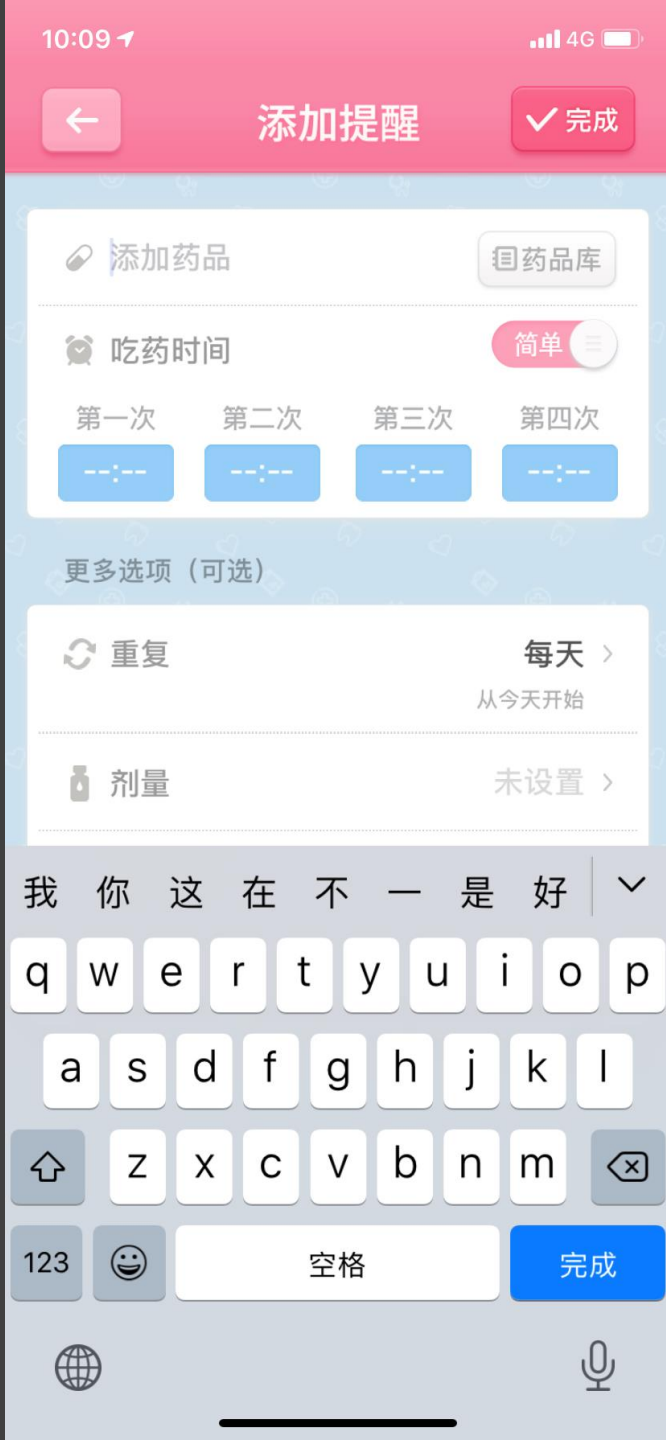 10:09 4G
添加提醒 完成
添加药品 药品库
吃药时间 简单
第一次 第二次 第三次 第四次
--:-- --:-- --:-- --:--
更多选项（可选）
重复 每天
从今天开始
剂量 未设置
我 你 这 在 不 一 是 好
q w e r t y u i o p
a s d f g h j k l
z x c v b n m
123 空格 完成